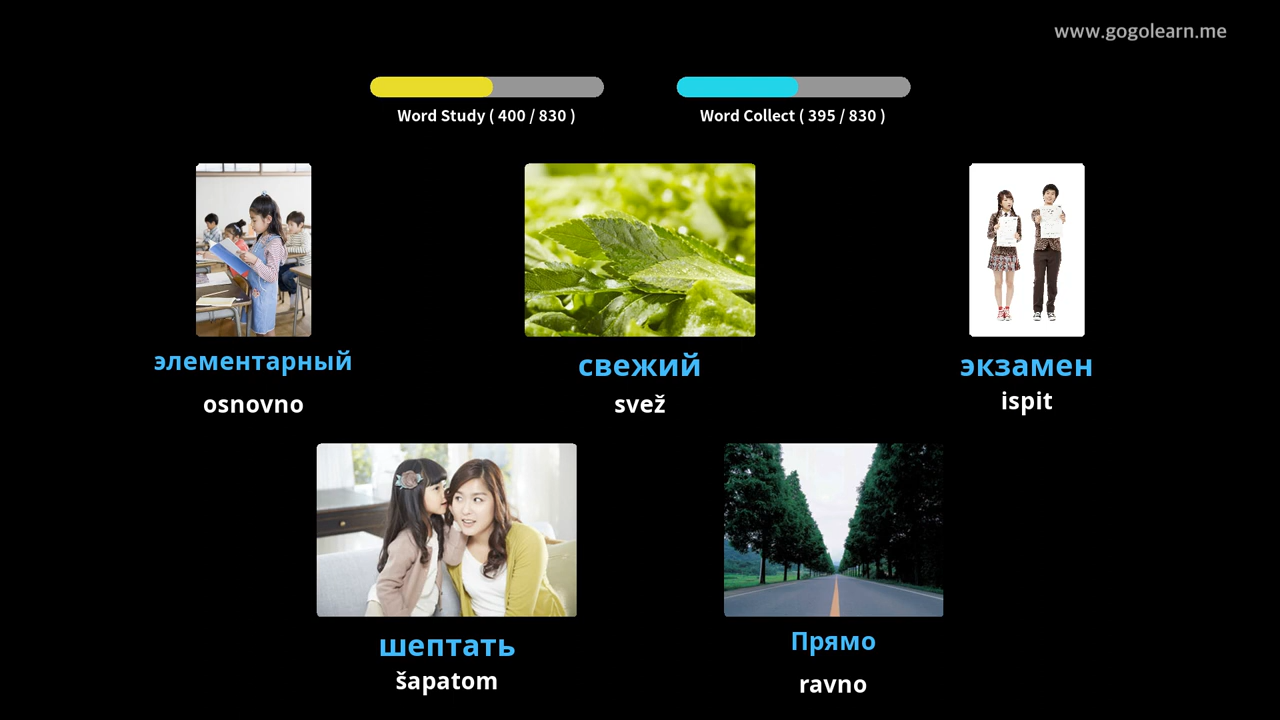 www.gogolearn.me
Word Study ( 400 / 830 )
Word Collect ( 395 / 830 )
элементарный
osnovno
свежий
svež
экзамен
ispit
шептать
šapatom
Прямо
ravno